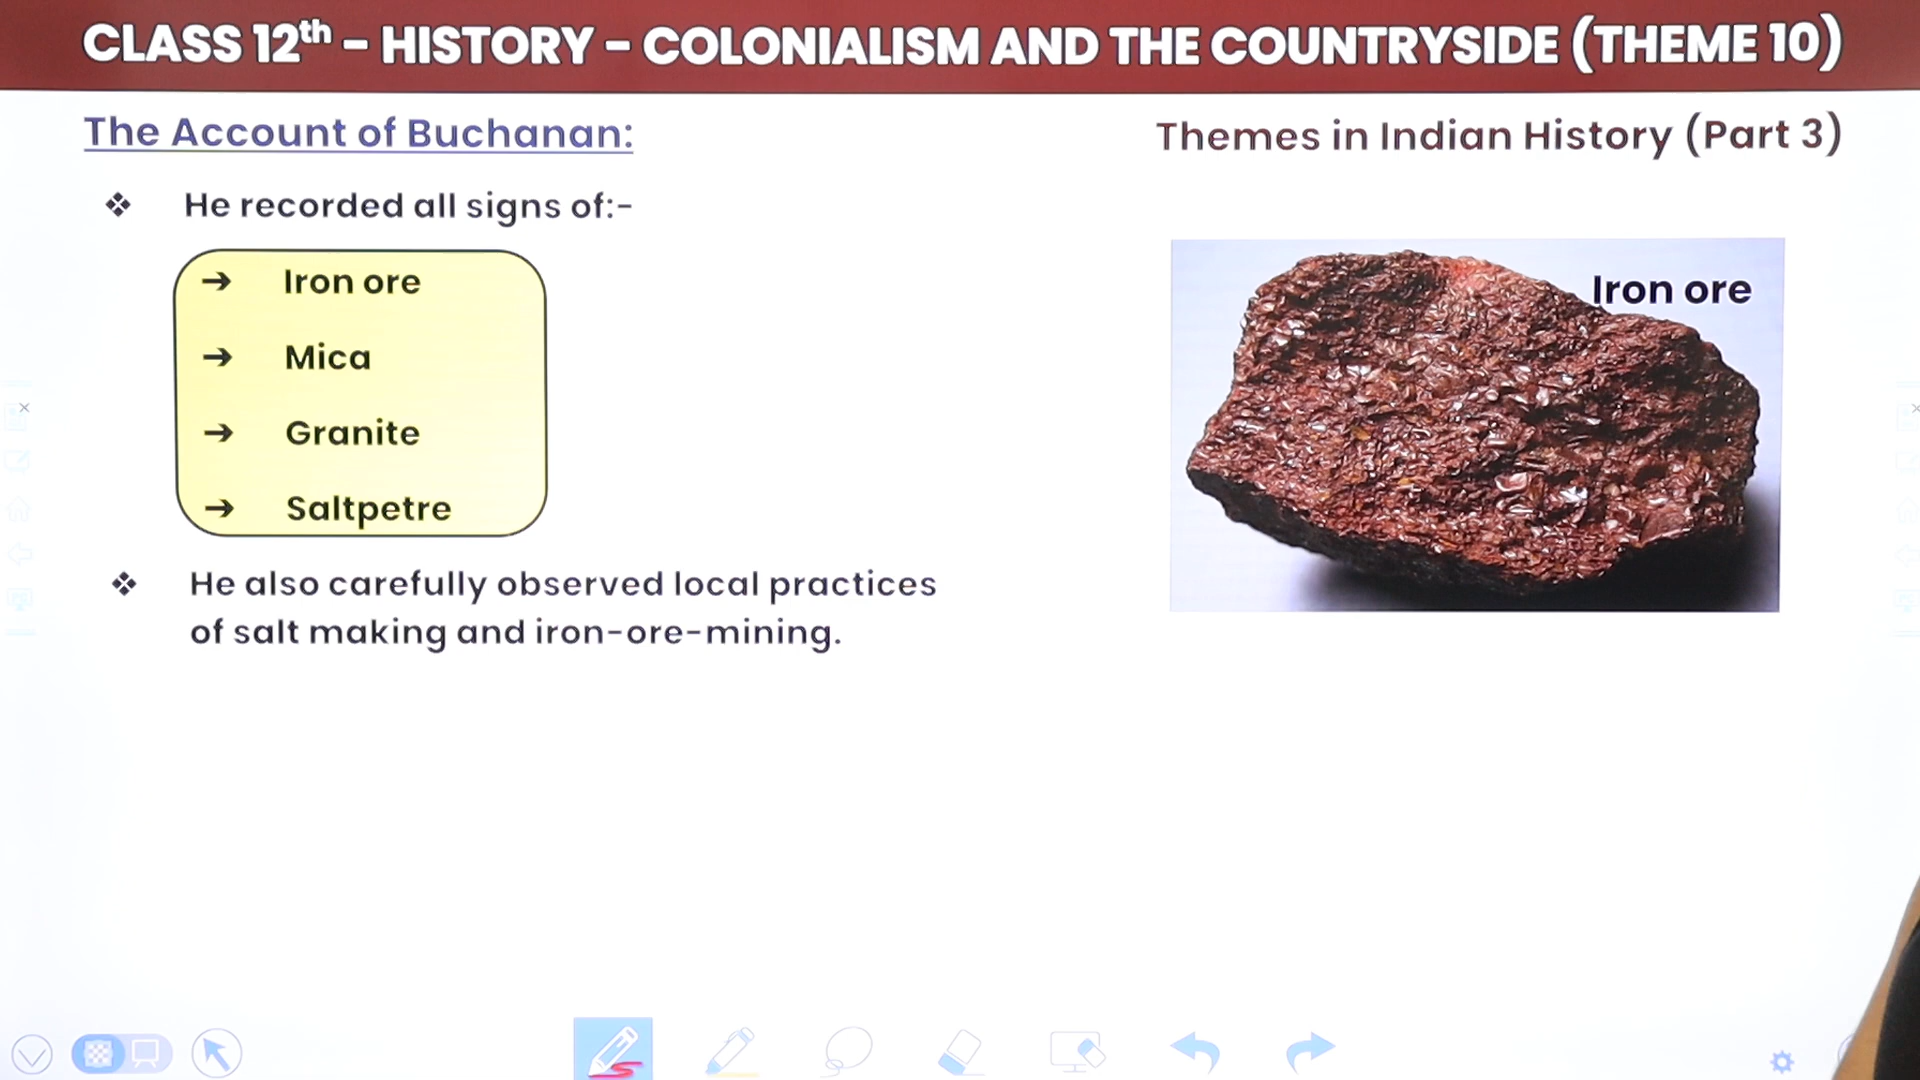 CLASS 12th – HISTORY – COLONIALISM AND THE COUNTRYSIDE (THEME 10)
The Account of Buchanan:
Themes in Indian History (Part 3)
❖ He recorded all signs of:-
➔ Iron ore
➔ Mica
➔ Granite
➔ Saltpetre
Iron ore
❖ He also carefully observed local practices
of salt making and iron-ore-mining.